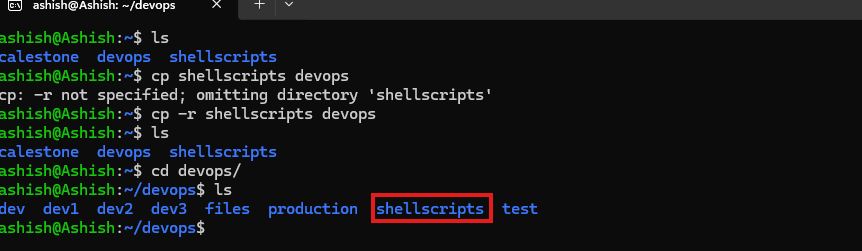 ashish@Ashish: ~/devops
ashish@Ashish:~$ ls
calestone devops shellscripts
ashish@Ashish:~$ cp shellscripts devops
cp: -r not specified; omitting directory 'shellscripts'
ashish@Ashish:~$ cp -r shellscripts devops
ashish@Ashish:~$ ls
calestone devops shellscripts
ashish@Ashish:~$ cd devops/
ashish@Ashish:~/devops$ ls
dev dev1 dev2 dev3 files production shellscripts test
ashish@Ashish:~/devops$